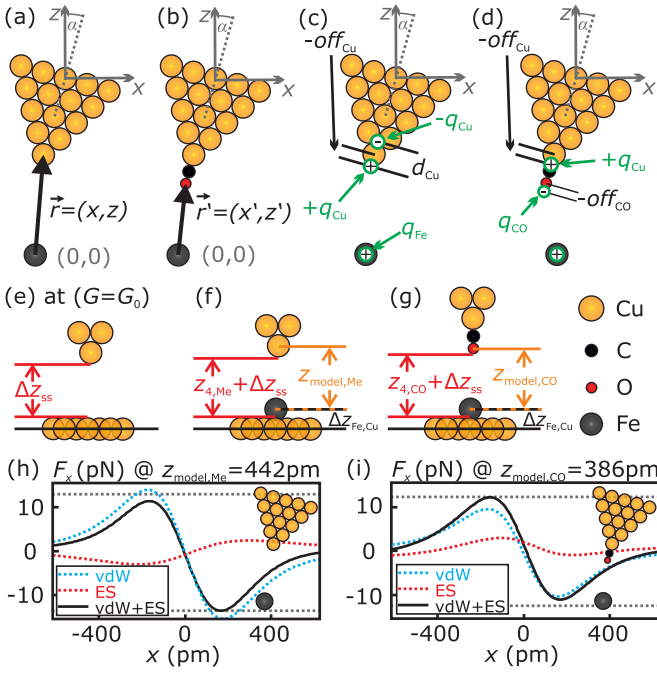 (a) (b) (c) (d)
z α x
z α x
-off_Cu z α x
-off_Cu z α x
-q_Cu
d_Cu
+q_Cu
+q_Cu
-off_CO
q_CO
r⃗=(x,z)
(0,0)
r⃗'=(x',z')
(0,0)
q_Fe
(e) at (G=G_0) (f) (g)
Δz_ss
z_4,Me+Δz_ss
z_model,Me
Δz_Fe,Cu
z_4,CO+Δz_ss
z_model,CO
Δz_Fe,Cu
Cu
C
O
Fe
(h) F_x (pN) @ z_model,Me=442pm
10
0
-10
vdW
ES
vdW+ES
-400 0 400
x (pm)
(i) F_x (pN) @ z_model,CO=386pm
10
0
-10
vdW
ES
vdW+ES
-400 0 400
x (pm)